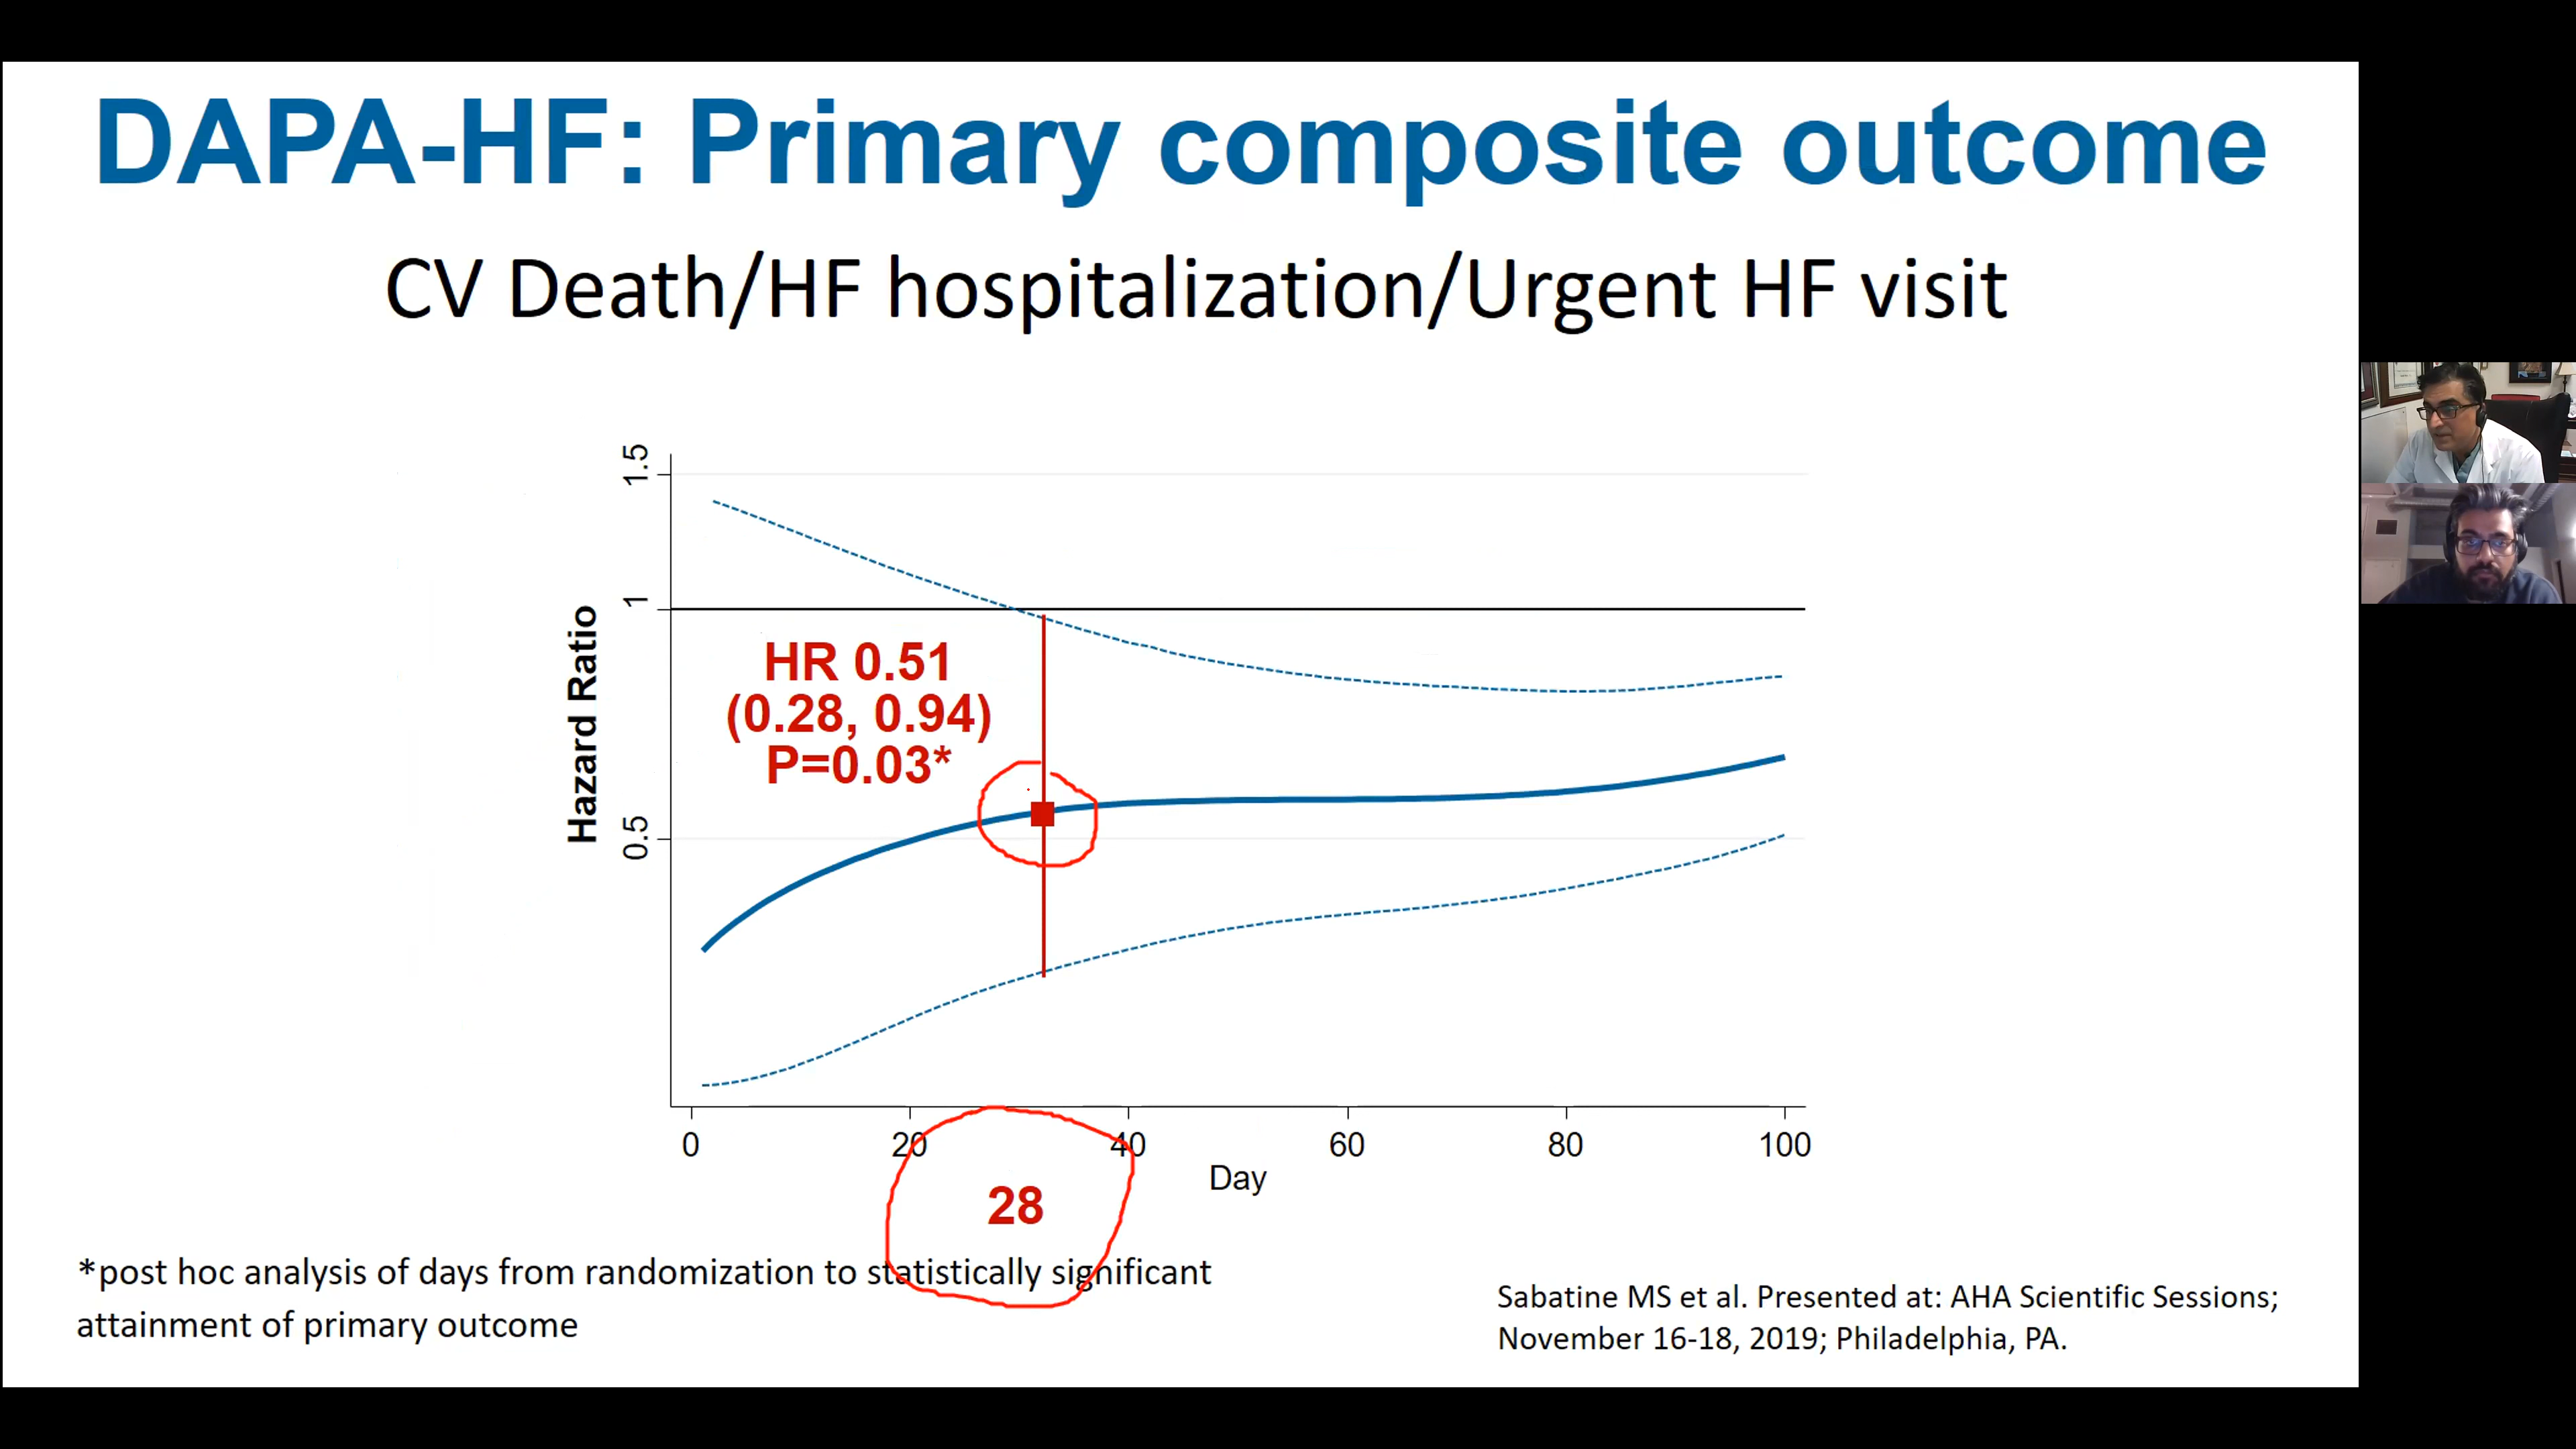 DAPA-HF: Primary composite outcome
CV Death/HF hospitalization/Urgent HF visit
1.5
1
0.5
Hazard Ratio
HR 0.51
(0.28, 0.94)
P=0.03*
0 20 40 60 80 100
Day
28
*post hoc analysis of days from randomization to statistically significant
attainment of primary outcome
Sabatine MS et al. Presented at: AHA Scientific Sessions;
November 16-18, 2019; Philadelphia, PA.